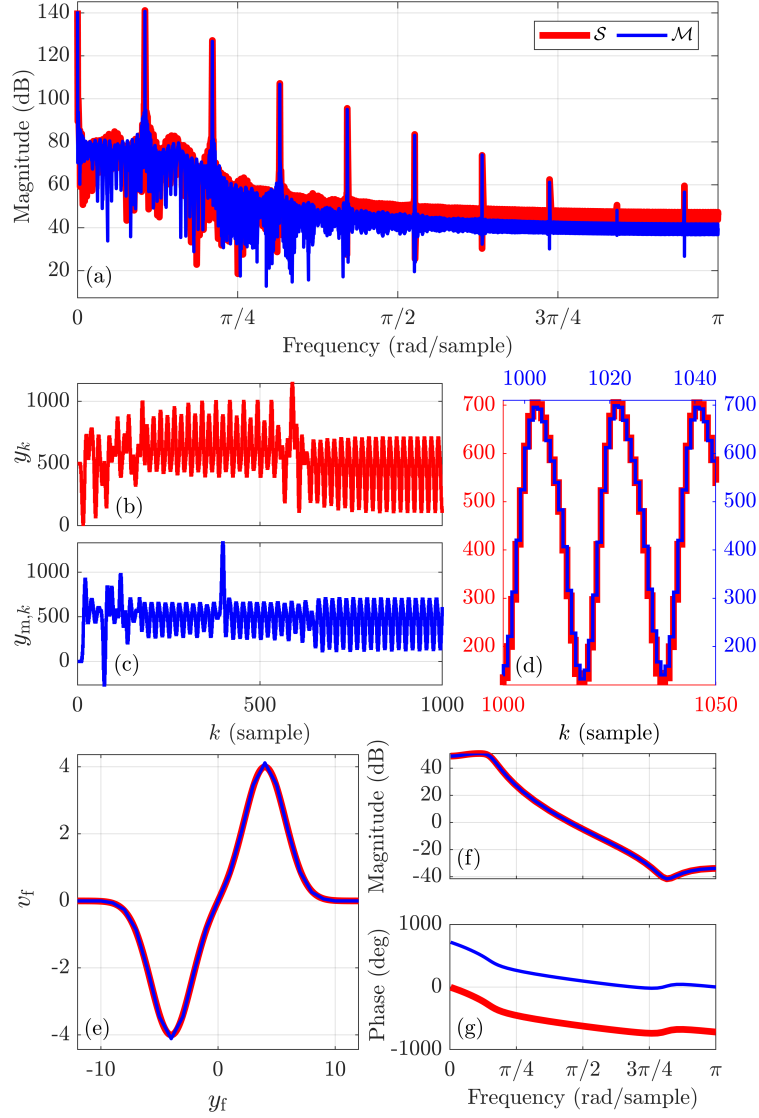 140
120
100
80
60
40
20
Magnitude (dB)
S M
(a)
0 π/4 π/2 3π/4 π
Frequency (rad/sample)
1000
500
0
y_k
(b)
1000
500
0
y_{m,k}
(c)
0 500 1000
k (sample)
1000 1020 1040
700
600
500
400
300
200
700
600
500
400
300
200
(d)
1000 1050
k (sample)
4
2
0
-2
-4
v_f
(e)
-10 0 10
y_f
40
20
0
-20
-40
Magnitude (dB)
(f)
1000
0
-1000
Phase (deg)
(g)
0 π/4 π/2 3π/4 π
Frequency (rad/sample)